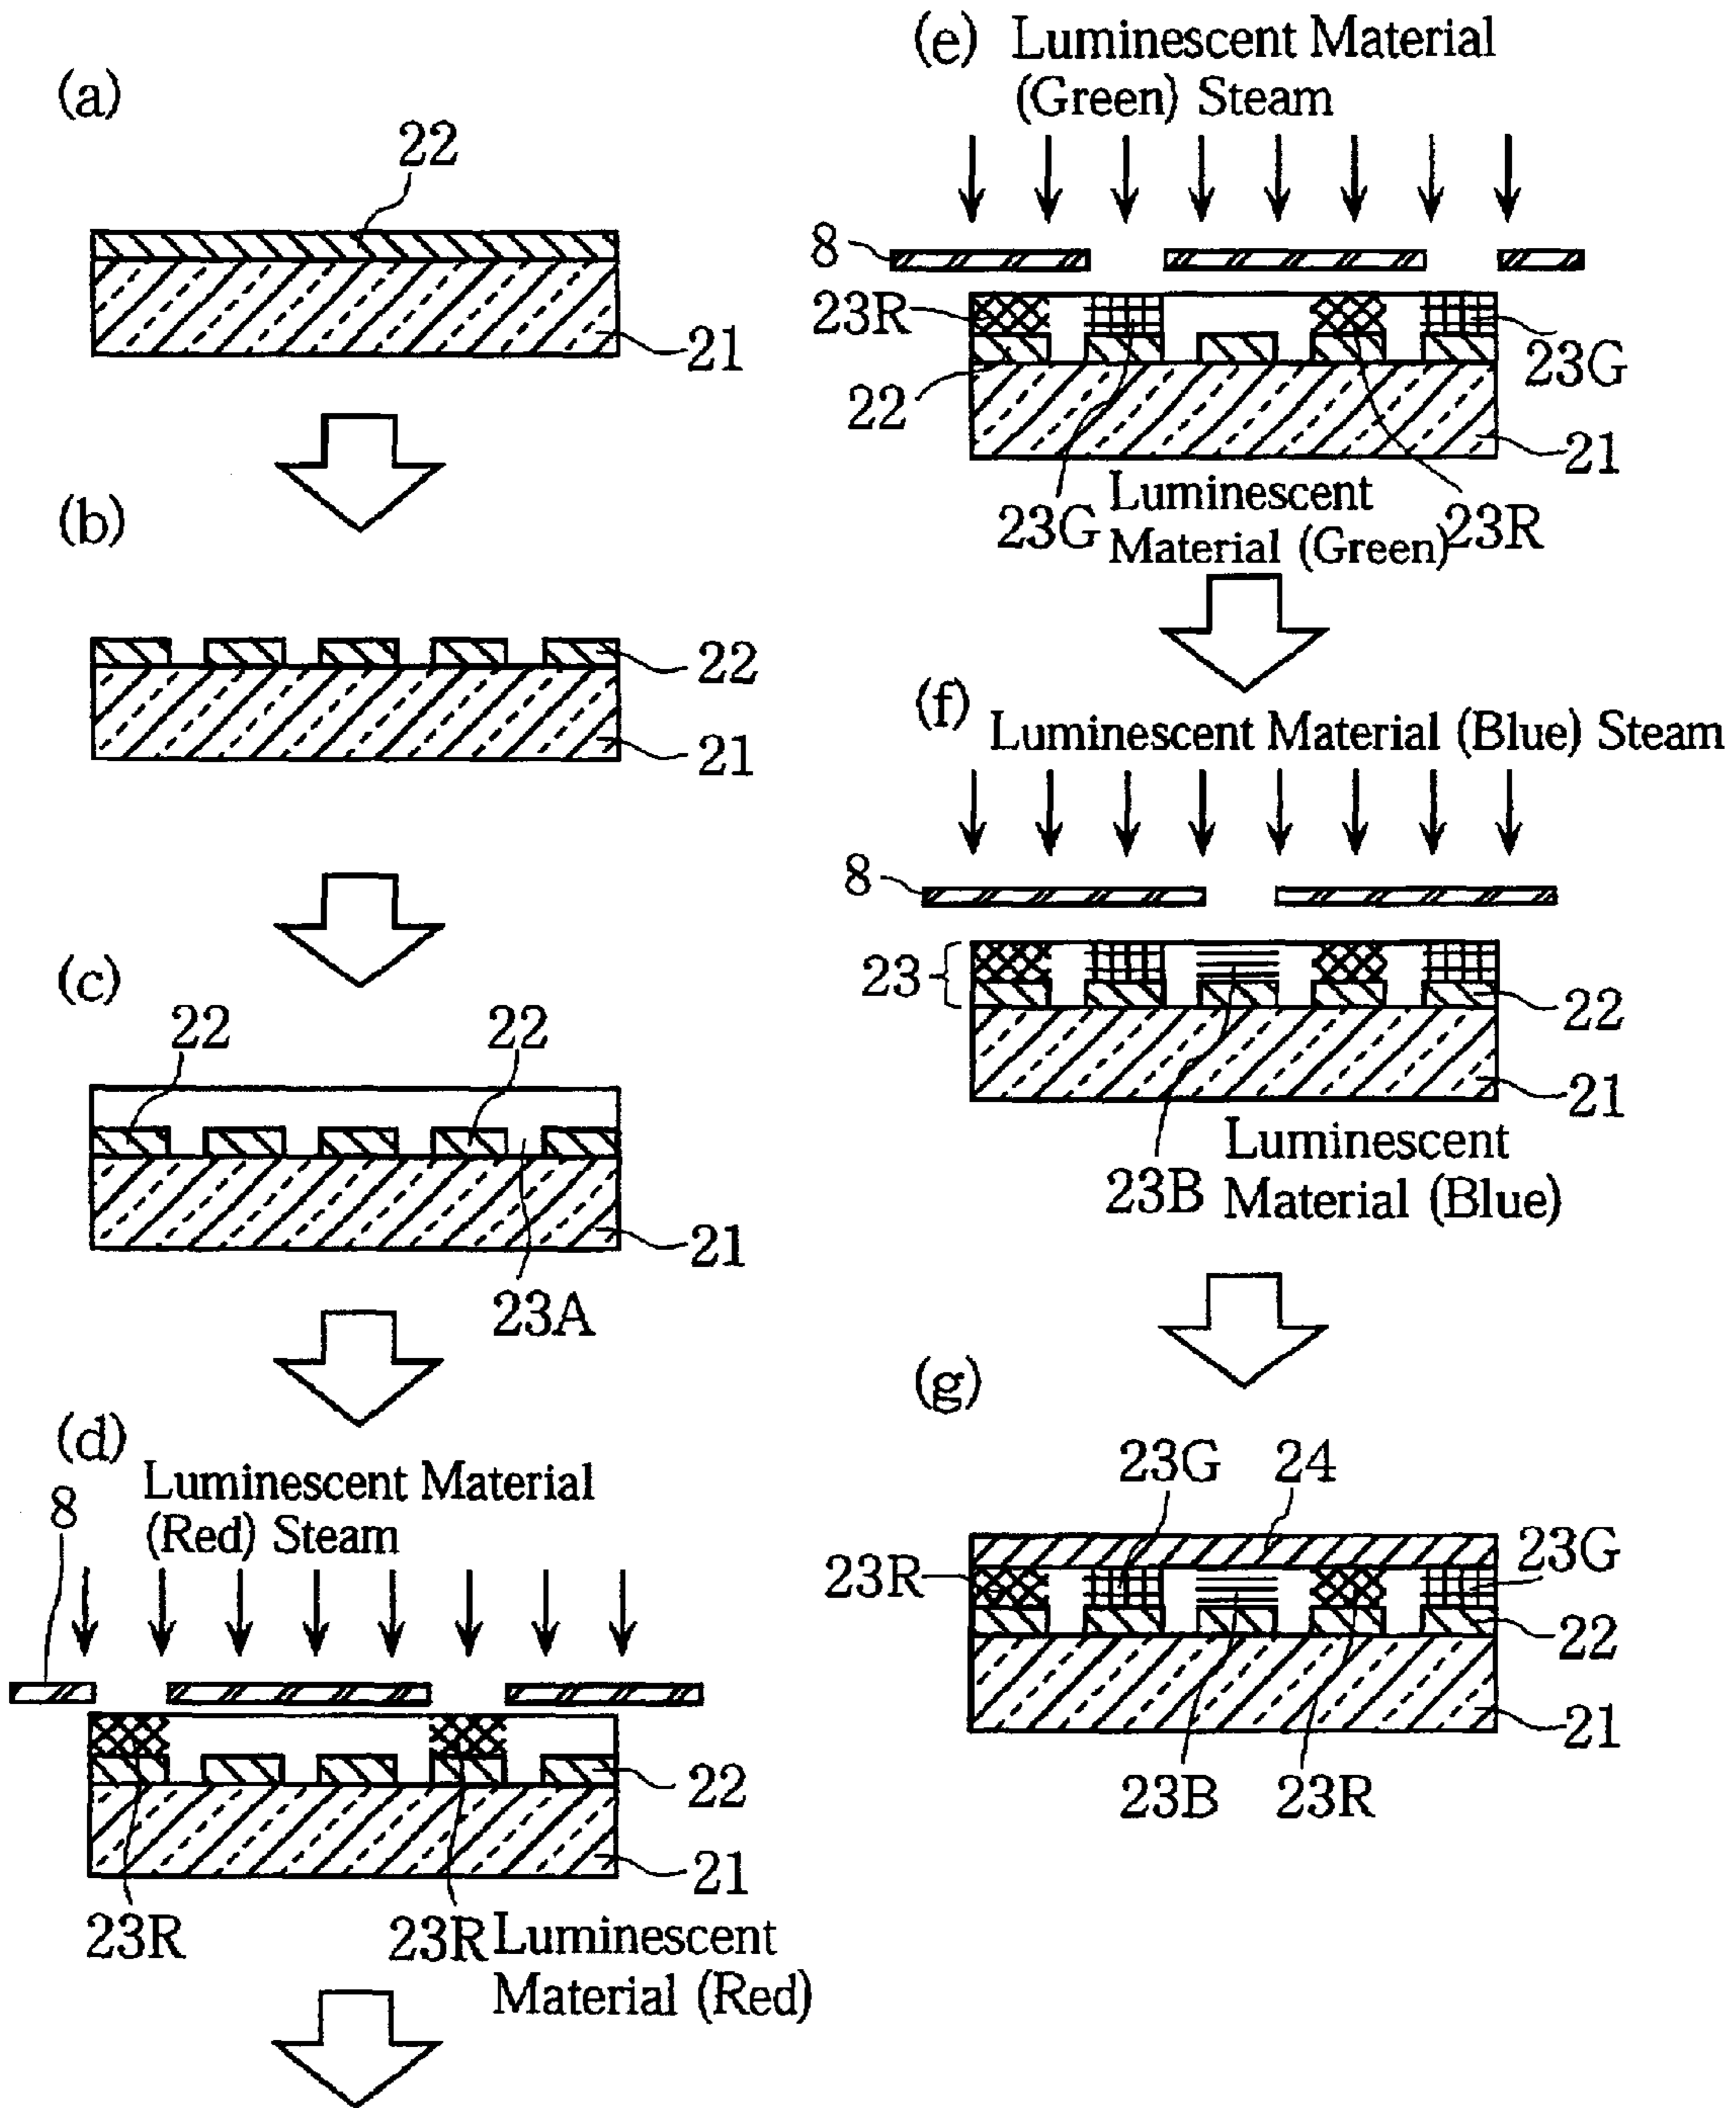 (a)
22
21
(b)
22
21
(c)
22 22
21
23A
(d)
Luminescent Material
(Red) Steam
8
22
21
23R 23R Luminescent
Material (Red)
(e) Luminescent Material
(Green) Steam
8
23R
23G
22
21
23G Luminescent
Material (Green) 23R
(f)
Luminescent Material (Blue) Steam
8
23
22
21
23B Luminescent
Material (Blue)
(g)
23G 24
23R 23G
22
21
23B 23R